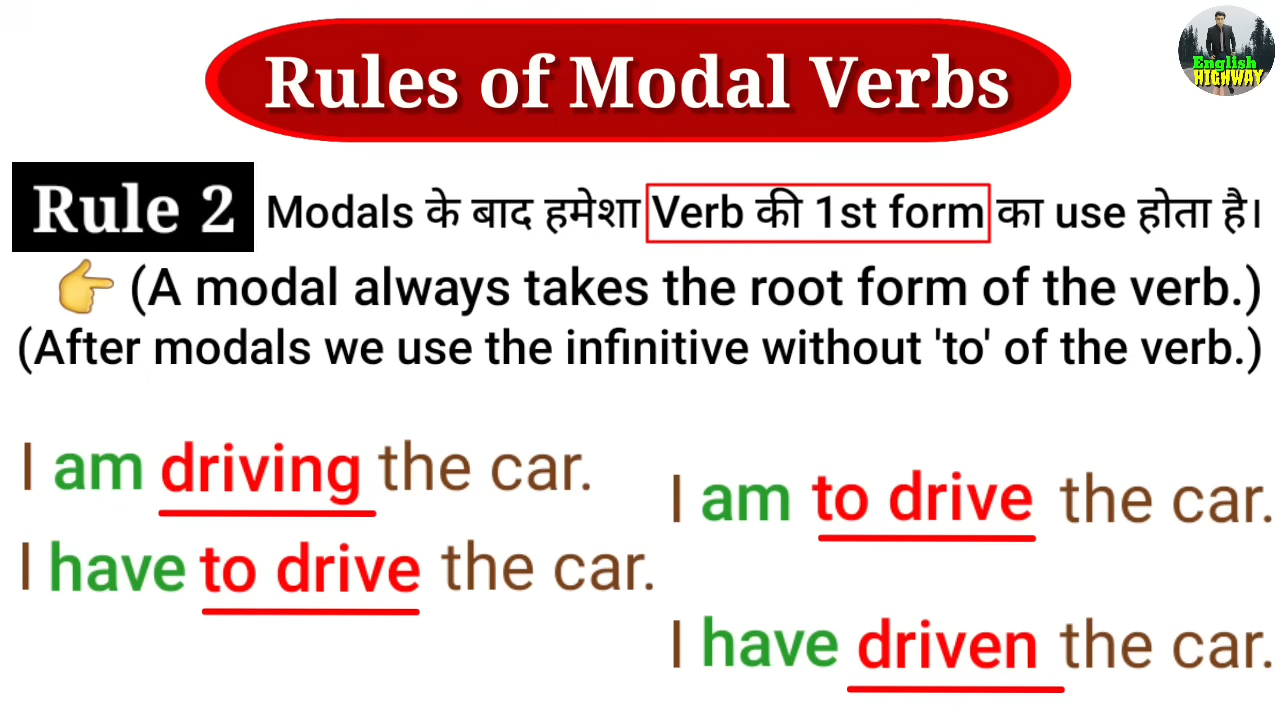 Rules of Modal Verbs
English
HIGHWAY
Rule 2 Modals के बाद हमेशा Verb की 1st form का use होता है।
(A modal always takes the root form of the verb.)
(After modals we use the infinitive without 'to' of the verb.)
I am driving the car.
I have to drive the car.
I am to drive the car.
I have driven the car.